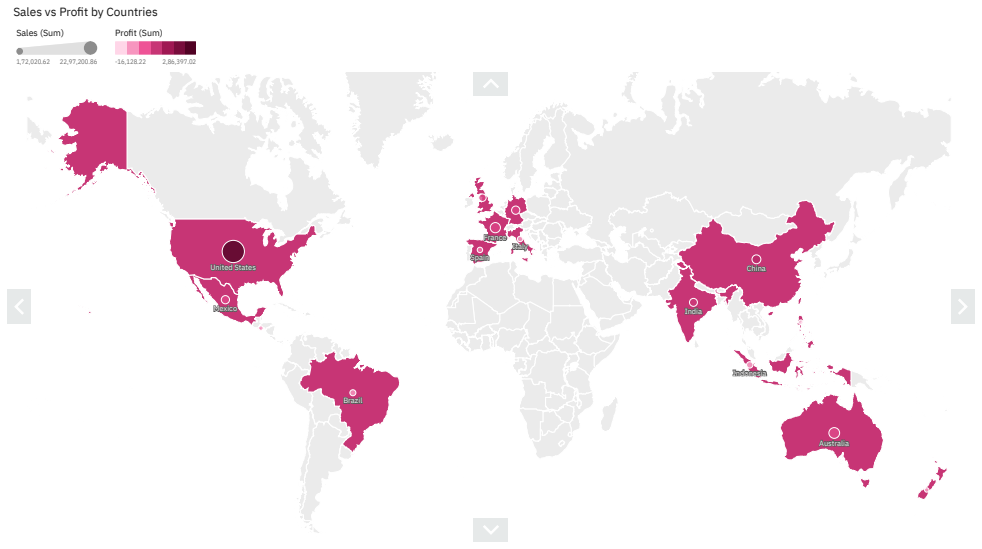 Sales vs Profit by Countries
Sales (Sum)
Profit (Sum)
1,72,020.62
22,97,200.86
-16,128.22
2,86,397.02
United States
Mexico
Brazil
France
Italy
Spain
China
India
Indonesia
Australia